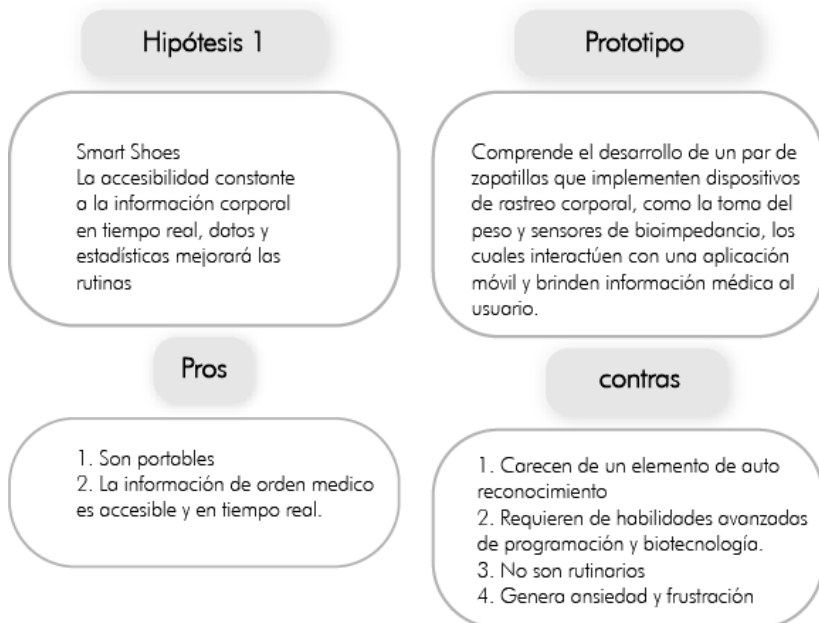 Hipótesis 1
Smart Shoes
La accesibilidad constante
a la información corporal
en tiempo real, datos y
estadísticas mejorará las
rutinas
Prototipo
Comprende el desarrollo de un par de
zapatillas que implementen dispositivos
de rastreo corporal, como la toma del
peso y sensores de bioimpedancia, los
cuales interactúen con una aplicación
móvil y brinden información médica al
usuario.
Pros
1. Son portables
2. La información de orden medico
es accesible y en tiempo real.
contras
1. Carecen de un elemento de auto
reconocimiento
2. Requieren de habilidades avanzadas
de programación y biotecnología.
3. No son rutinarios
4. Genera ansiedad y frustración